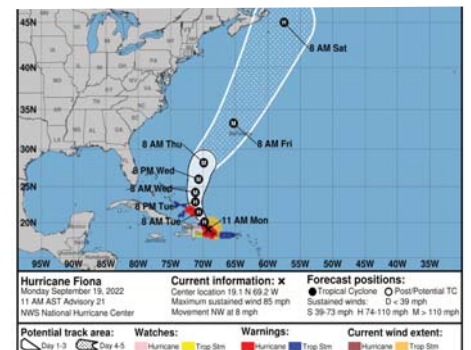 45N
8 AM Sat
40N
35N
8 AM Fri
30N
8 AM Thu
8 PM Wed
25N
8 AM Wed
8 PM Tue
11 AM Mon
20N
8 AM Tue
95W 90W 85W 80W 75W 70W 65W 60W 55W 50W 45W 40W 35W
Hurricane Fiona
Monday September 19, 2022
11 AM AST Advisory 21
NWS National Hurricane Center
Current information: x
Center location 19.1 N 69.2 W
Maximum sustained wind 85 mph
Movement NW at 8 mph
Forecast positions:
Tropical Cyclone Post/Potential TC
Sustained winds: D < 39 mph
S 39-73 mph H 74-110 mph M > 110 mph
Potential track area:
Day 1-3 Day 4-5
Watches:
Hurricane Trop Stm
Warnings:
Hurricane Trop Stm
Current wind extent:
Hurricane Trop Stm